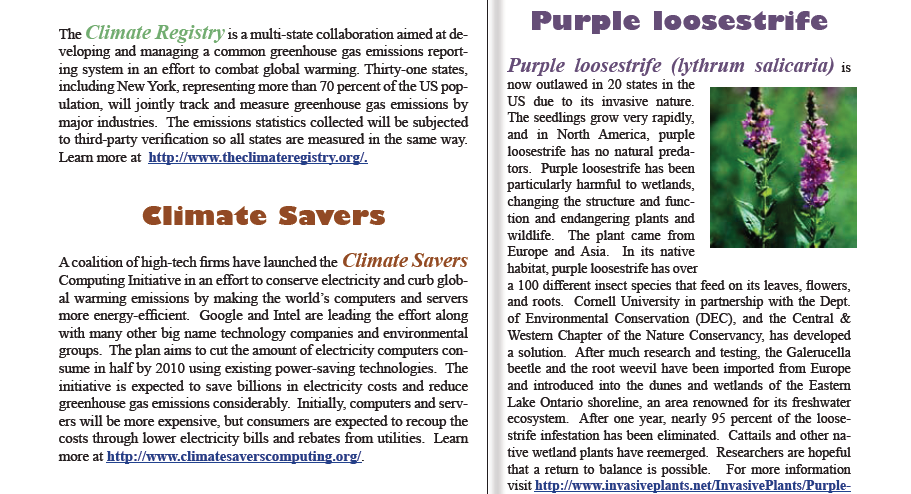 The Climate Registry is a multi-state collaboration aimed at de-
veloping and managing a common greenhouse gas emissions report-
ing system in an effort to combat global warming. Thirty-one states,
including New York, representing more than 70 percent of the US pop-
ulation, will jointly track and measure greenhouse gas emissions by
major industries. The emissions statistics collected will be subjected
to third-party verification so all states are measured in the same way.
Learn more at http://www.theclimateregistry.org/.
Climate Savers
A coalition of high-tech firms have launched the Climate Savers
Computing Initiative in an effort to conserve electricity and curb glob-
al warming emissions by making the world's computers and servers
more energy-efficient. Google and Intel are leading the effort along
with many other big name technology companies and environmental
groups. The plan aims to cut the amount of electricity computers con-
sume in half by 2010 using existing power-saving technologies. The
initiative is expected to save billions in electricity costs and reduce
greenhouse gas emissions considerably. Initially, computers and serv-
ers will be more expensive, but consumers are expected to recoup the
costs through lower electricity bills and rebates from utilities. Learn
more at http://www.climatesaverscomputing.org/.
Purple loosestrife
Purple loosestrife (lythrum salicaria) is
now outlawed in 20 states in the
US due to its invasive nature.
The seedlings grow very rapidly,
and in North America, purple
loosestrife has no natural preda-
tors. Purple loosestrife has been
particularly harmful to wetlands,
changing the structure and func-
tion and endangering plants and
wildlife. The plant came from
Europe and Asia. In its native
habitat, purple loosestrife has over
a 100 different insect species that feed on its leaves, flowers,
and roots. Cornell University in partnership with the Dept.
of Environmental Conservation (DEC), and the Central &
Western Chapter of the Nature Conservancy, has developed
a solution. After much research and testing, the Galerucella
beetle and the root weevil have been imported from Europe
and introduced into the dunes and wetlands of the Eastern
Lake Ontario shoreline, an area renowned for its freshwater
ecosystem. After one year, nearly 95 percent of the loose-
strife infestation has been eliminated. Cattails and other na-
tive wetland plants have reemerged. Researchers are hopeful
that a return to balance is possible. For more information
visit http://www.invasiveplants.net/InvasivePlants/Purple-